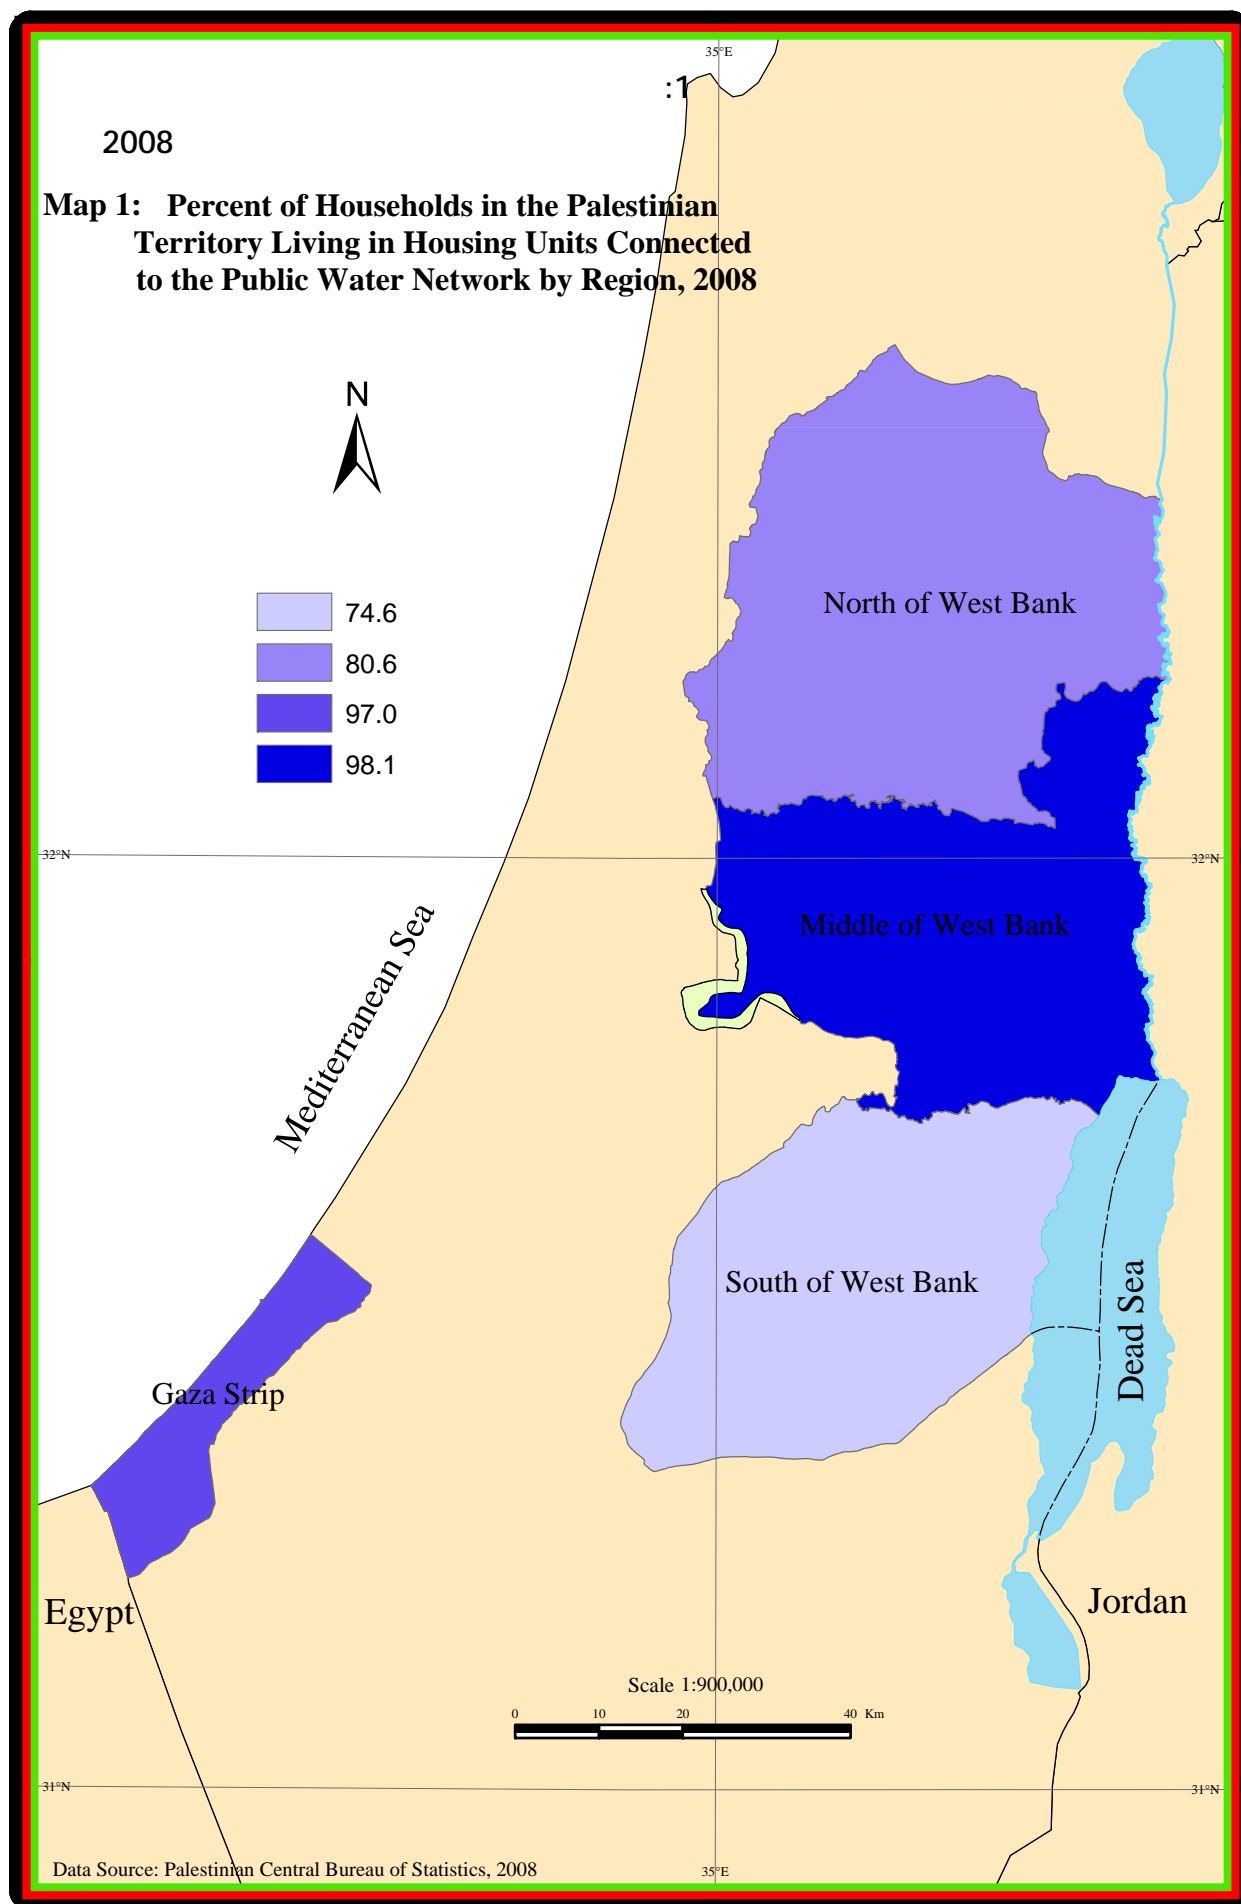 35°E
:1
2008
Map 1: Percent of Households in the Palestinian
Territory Living in Housing Units Connected
to the Public Water Network by Region, 2008
N
74.6
80.6
97.0
98.1
North of West Bank
32°N
32°N
Middle of West Bank
Mediterranean Sea
South of West Bank
Dead Sea
Gaza Strip
Egypt
Jordan
Scale 1:900,000
0 10 20 40 Km
31°N
31°N
Data Source: Palestinian Central Bureau of Statistics, 2008
35°E